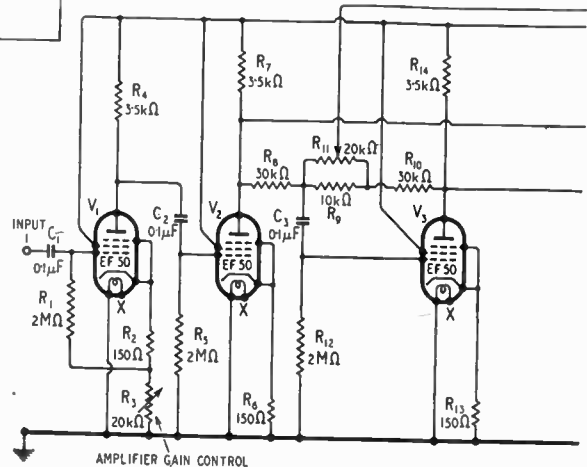 R4
3·5kΩ
R7
3·5kΩ
R14
3·5kΩ
R11
20kΩ
R8
30kΩ
R10
30kΩ
10kΩ
R9
V1
V2
V3
INPUT
1
C1
0·1μF
C2
0·1μF
C3
0·1μF
EF 50
EF 50
EF 50
X
X
X
R1
2MΩ
R2
150Ω
R5
2MΩ
R12
2MΩ
R3
20kΩ
R6
150Ω
R13
150Ω
AMPLIFIER GAIN CONTROL